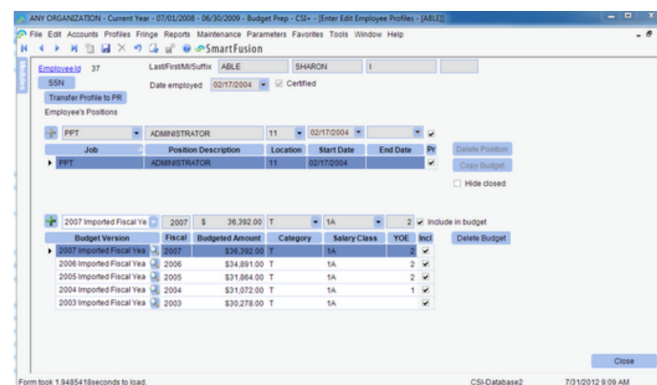 ANY ORGANIZATION - Current Year - 07/01/2008 - 06/30/2009 - Budget Prep - CSI+ - [Enter Edit Employee Profiles - [ABLE]]
File Edit Accounts Profiles Fringe Reports Maintenance Parameters Favorites Tools Window Help
SmartFusion
Modules
EmployeeId 37 Last/First/MI/Suffix ABLE SHARON I
SSN Date employed 02/17/2004 Certified
Transfer Profile to PR
Employee's Positions
PPT ADMINISTRATOR 11 02/17/2004
Job Position Description Location Start Date End Date Pr Delete Position
PPT ADMINISTRATOR 11 02/17/2004 Copy Budget
Hide closed
2007 Imported Fiscal Yea 2007 $ 36,392.00 T 1A 2 Include in budget
Budget Version Fiscal Budgeted Amount Category Salary Class YOE Incl Delete Budget
2007 Imported Fiscal Yea 2007 $36,392.00 T 1A 2
2006 Imported Fiscal Yea 2006 $34,891.00 T 1A 2
2005 Imported Fiscal Yea 2005 $31,864.00 T 1A 2
2004 Imported Fiscal Yea 2004 $31,072.00 T 1A 1
2003 Imported Fiscal Yea 2003 $30,278.00 T 1A
Close
Form took 1.9485418seconds to load. CSI-Database2 7/31/2012 9:09 AM